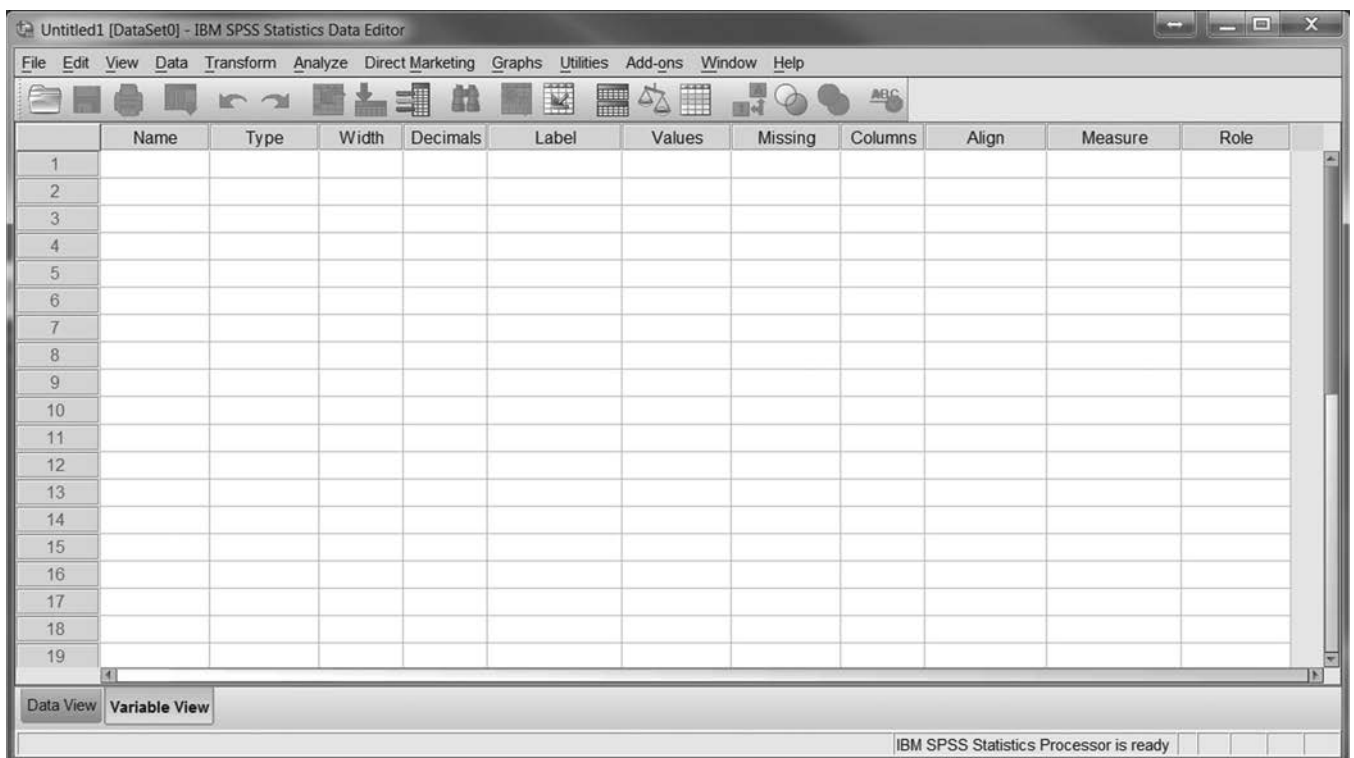 Untitled1 [DataSet0] - IBM SPSS Statistics Data Editor
File Edit View Data Transform Analyze Direct Marketing Graphs Utilities Add-ons Window Help
A
1
ABC
Name Type Width Decimals Label Values Missing Columns Align Measure Role
1
2
3
4
5
6
7
8
9
10
11
12
13
14
15
16
17
18
19
Data View Variable View
IBM SPSS Statistics Processor is ready